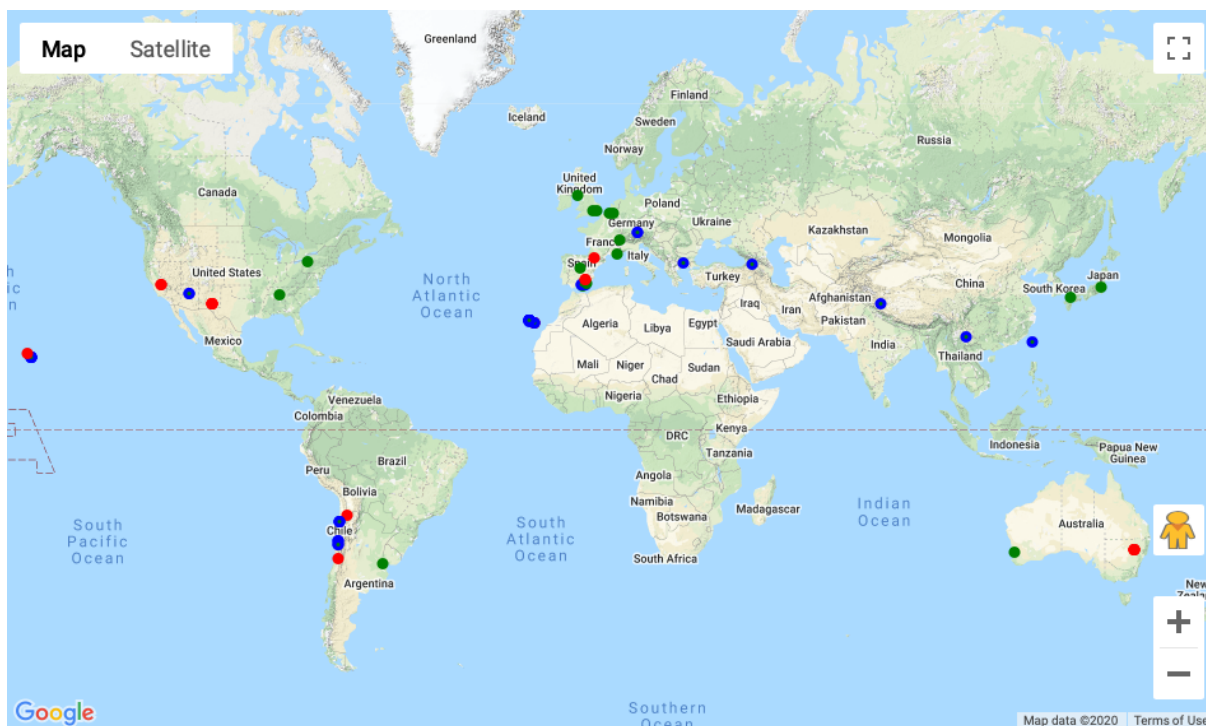 Map Satellite
Greenland
Iceland
Finland
Sweden
Norway
Russia
Canada
United
Kingdom
Poland
Germany
Ukraine
Kazakhstan
Mongolia
France
Italy
Spain
Turkey
United States
North
Atlantic
Ocean
China
Japan
South Korea
Afghanistan
Iraq
Iran
Pakistan
Algeria
Libya
Egypt
Saudi Arabia
India
Thailand
Mexico
Mali
Niger
Chad
Sudan
Nigeria
Ethiopia
Venezuela
Colombia
DRC
Kenya
Tanzania
Indonesia
Papua New
Guinea
Brazil
Peru
Bolivia
Angola
Namibia
Botswana
Madagascar
Indian
Ocean
South
Pacific
Ocean
South
Atlantic
Ocean
Chile
Australia
South Africa
Argentina
New
Southern
Ocean
Google
Map data ©2020 Terms of Use